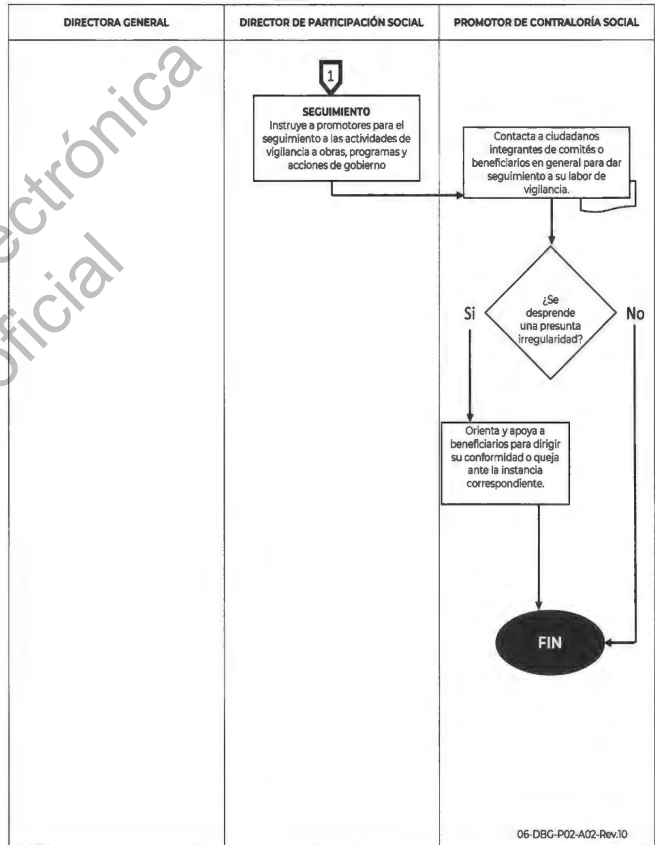 DIRECTORA GENERAL
DIRECTOR DE PARTICIPACIÓN SOCIAL
PROMOTOR DE CONTRALORÍA SOCIAL
1
SEGUIMIENTO
Instruye a promotores para el
seguimiento a las actividades de
vigilancia a obras, programas y
acciones de gobierno
Contacta a ciudadanos
integrantes de comités o
beneficiarios en general para dar
seguimiento a su labor de
vigilancia.
¿Se
desprende
una presunta
irregularidad?
Si
No
Orienta y apoya a
beneficiarios para dirigir
su conformidad o queja
ante la instancia
correspondiente.
FIN
06-DBG-P02-A02-Rev.10
oficial